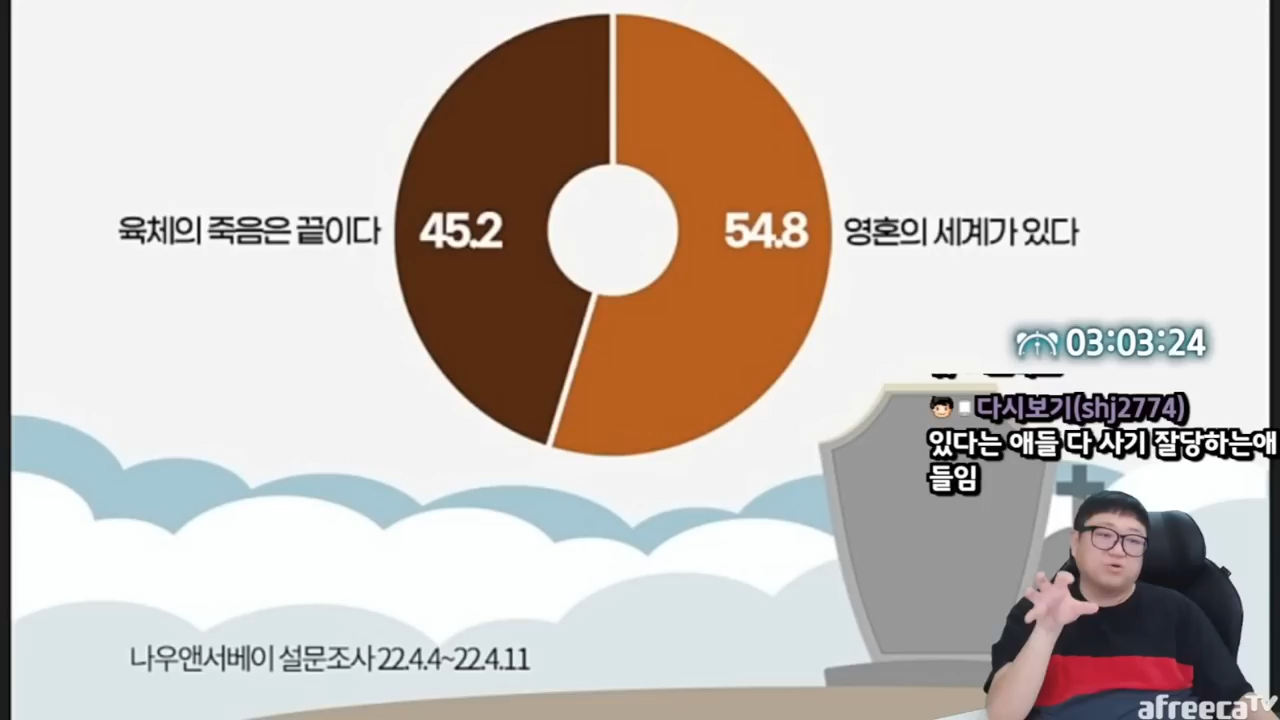 육체의 죽음은 끝이다
45.2
54.8
영혼의 세계가 있다
03:03:24
다시보기(shj2774)
있다는 애들 다 사기 잘당하는애
들임
나우앤서베이 설문조사 22.4.4~22.4.11
afreecaTV